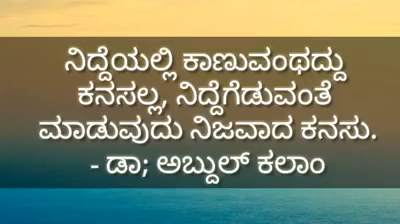 ನಿದ್ದೆಯಲ್ಲಿ ಕಾಣುವಂಥದ್ದು
ಕನಸಲ್ಲ, ನಿದ್ದೆಗೆಡುವಂತೆ
ಮಾಡುವುದು ನಿಜವಾದ ಕನಸು.
- ಡಾ; ಅಬ್ದುಲ್ ಕಲಾಂ